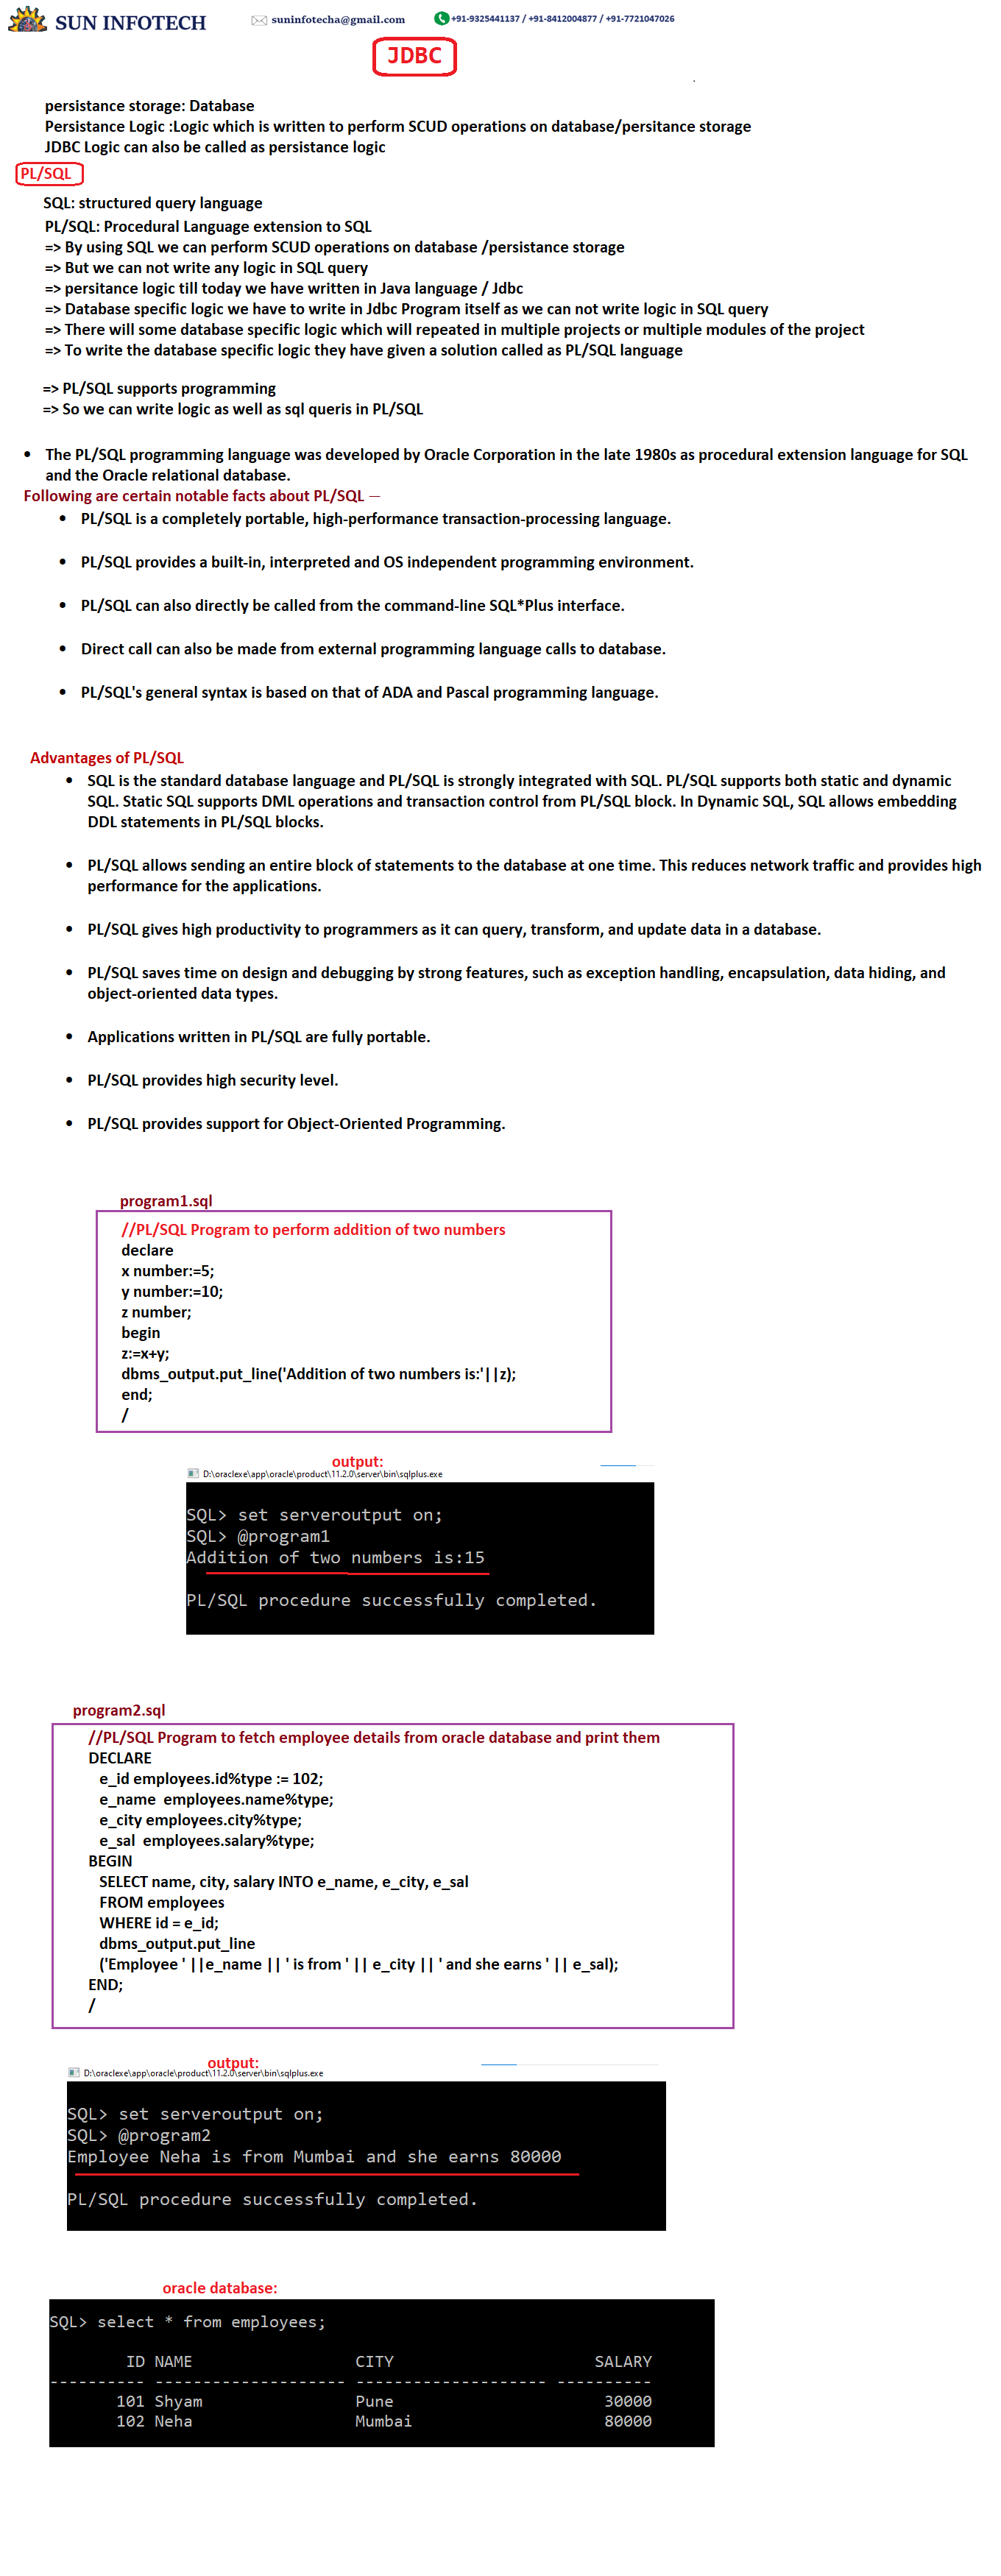 SUN INFOTECH
suninfotecha@gmail.com
+91-9325441137 / +91-8412004877 / +91-7721047026
JDBC
persistance storage: Database
Persistance Logic :Logic which is written to perform SCUD operations on database/persitance storage
JDBC Logic can also be called as persistance logic
PL/SQL
SQL: structured query language
PL/SQL: Procedural Language extension to SQL
=> By using SQL we can perform SCUD operations on database /persistance storage
=> But we can not write any logic in SQL query
=> persitance logic till today we have written in Java language / Jdbc
=> Database specific logic we have to write in Jdbc Program itself as we can not write logic in SQL query
=> There will some database specific logic which will repeated in multiple projects or multiple modules of the project
=> To write the database specific logic they have given a solution called as PL/SQL language
=> PL/SQL supports programming
=> So we can write logic as well as sql queris in PL/SQL
• The PL/SQL programming language was developed by Oracle Corporation in the late 1980s as procedural extension language for SQL
and the Oracle relational database.
Following are certain notable facts about PL/SQL —
• PL/SQL is a completely portable, high-performance transaction-processing language.
• PL/SQL provides a built-in, interpreted and OS independent programming environment.
• PL/SQL can also directly be called from the command-line SQL*Plus interface.
• Direct call can also be made from external programming language calls to database.
• PL/SQL's general syntax is based on that of ADA and Pascal programming language.
Advantages of PL/SQL
• SQL is the standard database language and PL/SQL is strongly integrated with SQL. PL/SQL supports both static and dynamic
SQL. Static SQL supports DML operations and transaction control from PL/SQL block. In Dynamic SQL, SQL allows embedding
DDL statements in PL/SQL blocks.
• PL/SQL allows sending an entire block of statements to the database at one time. This reduces network traffic and provides high
performance for the applications.
• PL/SQL gives high productivity to programmers as it can query, transform, and update data in a database.
• PL/SQL saves time on design and debugging by strong features, such as exception handling, encapsulation, data hiding, and
object-oriented data types.
• Applications written in PL/SQL are fully portable.
• PL/SQL provides high security level.
• PL/SQL provides support for Object-Oriented Programming.
program1.sql
//PL/SQL Program to perform addition of two numbers
declare
x number:=5;
y number:=10;
z number;
begin
z:=x+y;
dbms_output.put_line('Addition of two numbers is:'||z);
end;
/
output:
D:\oraclexe\app\oracle\product\11.2.0\server\bin\sqlplus.exe
SQL> set serveroutput on;
SQL> @program1
Addition of two numbers is:15
PL/SQL procedure successfully completed.
program2.sql
//PL/SQL Program to fetch employee details from oracle database and print them
DECLARE
e_id employees.id%type := 102;
e_name  employees.name%type;
e_city employees.city%type;
e_sal  employees.salary%type;
BEGIN
SELECT name, city, salary INTO e_name, e_city, e_sal
FROM employees
WHERE id = e_id;
dbms_output.put_line
('Employee ' ||e_name || ' is from ' || e_city || ' and she earns ' || e_sal);
END;
/
output:
D:\oraclexe\app\oracle\product\11.2.0\server\bin\sqlplus.exe
SQL> set serveroutput on;
SQL> @program2
Employee Neha is from Mumbai and she earns 80000
PL/SQL procedure successfully completed.
oracle database:
SQL> select * from employees;
ID NAME CITY SALARY
---------- -------------------- -------------------- ----------
101 Shyam Pune 30000
102 Neha Mumbai 80000